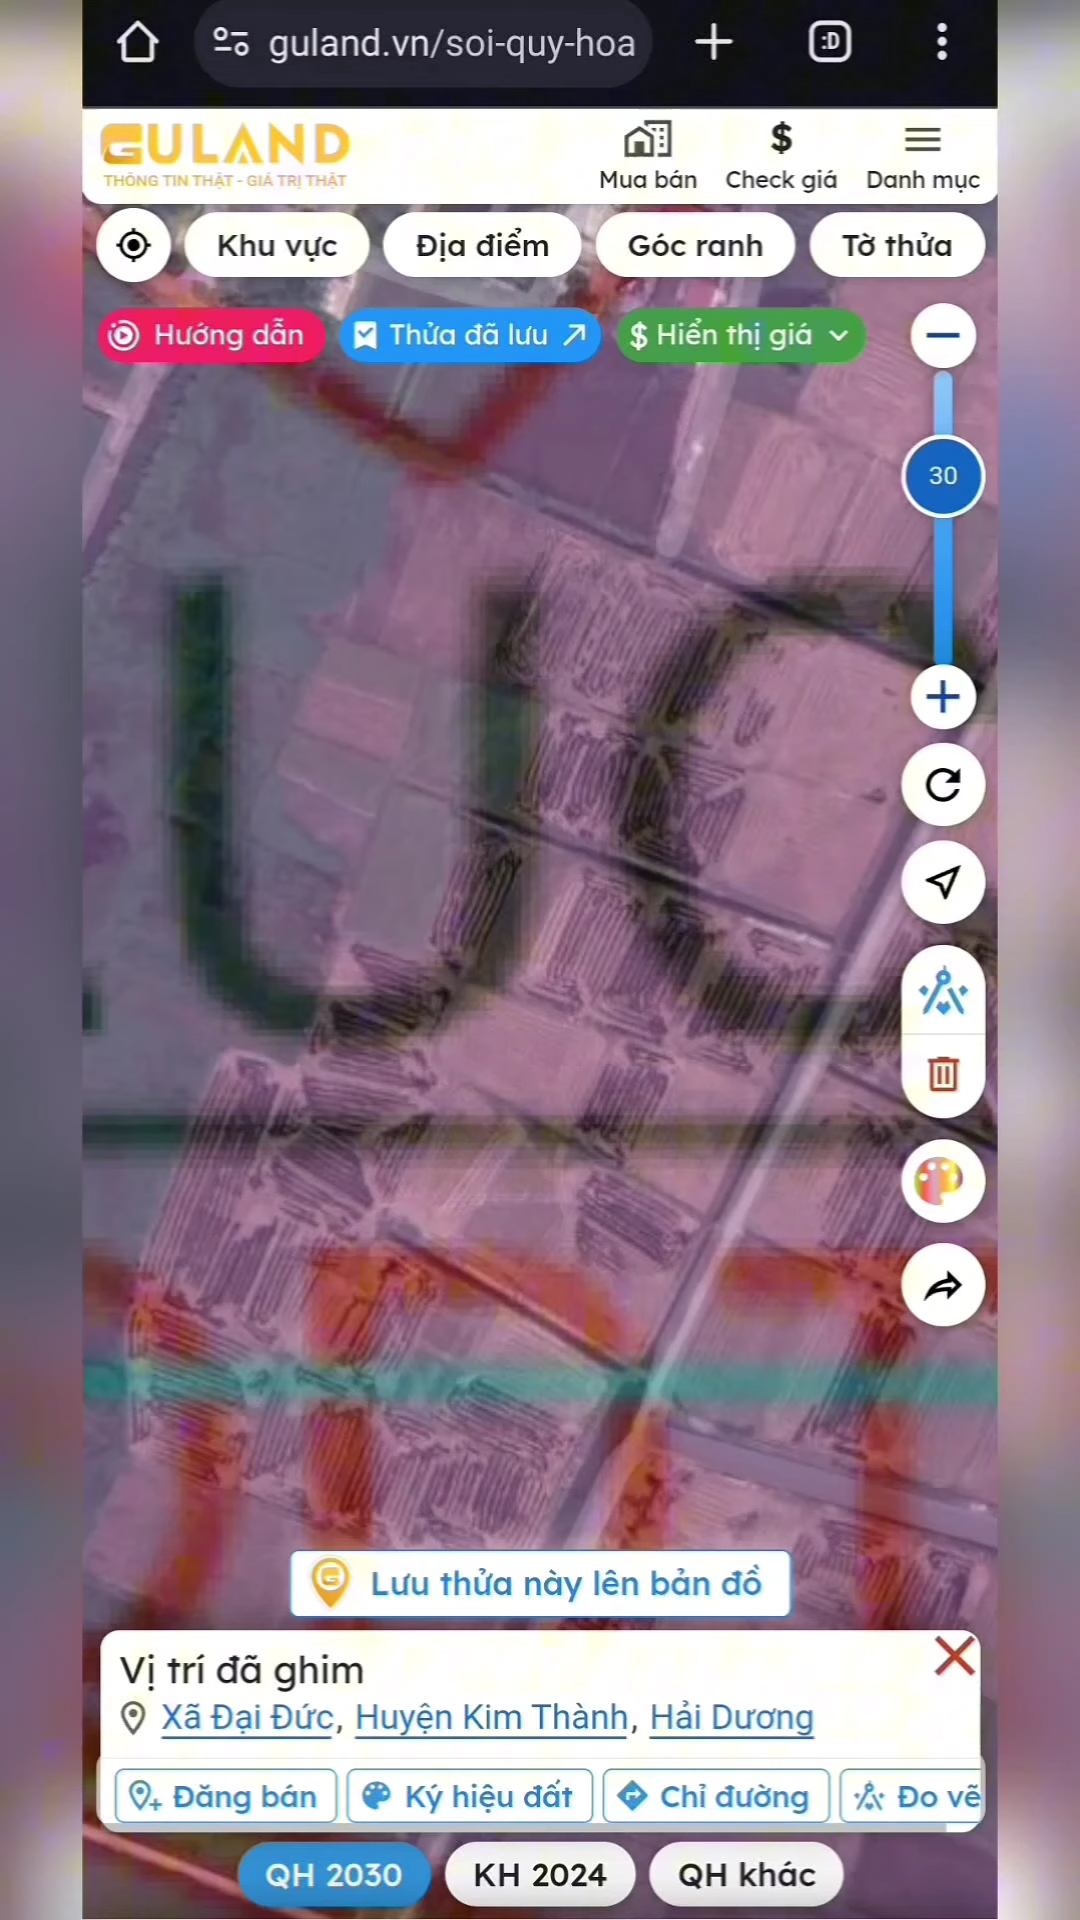 guland.vn/soi-quy-hoa
:D
GULAND
THÔNG TIN THẬT - GIÁ TRỊ THẬT
Mua bán
Check giá
Danh mục
Khu vực
Địa điểm
Góc ranh
Tờ thửa
Hướng dẫn
Thửa đã lưu
Hiển thị giá
30
UC
Lưu thửa này lên bản đồ
Vị trí đã ghim
Xã Đại Đức, Huyện Kim Thành, Hải Dương
Đăng bán
Ký hiệu đất
Chỉ đường
Đo vẽ
QH 2030
KH 2024
QH khác